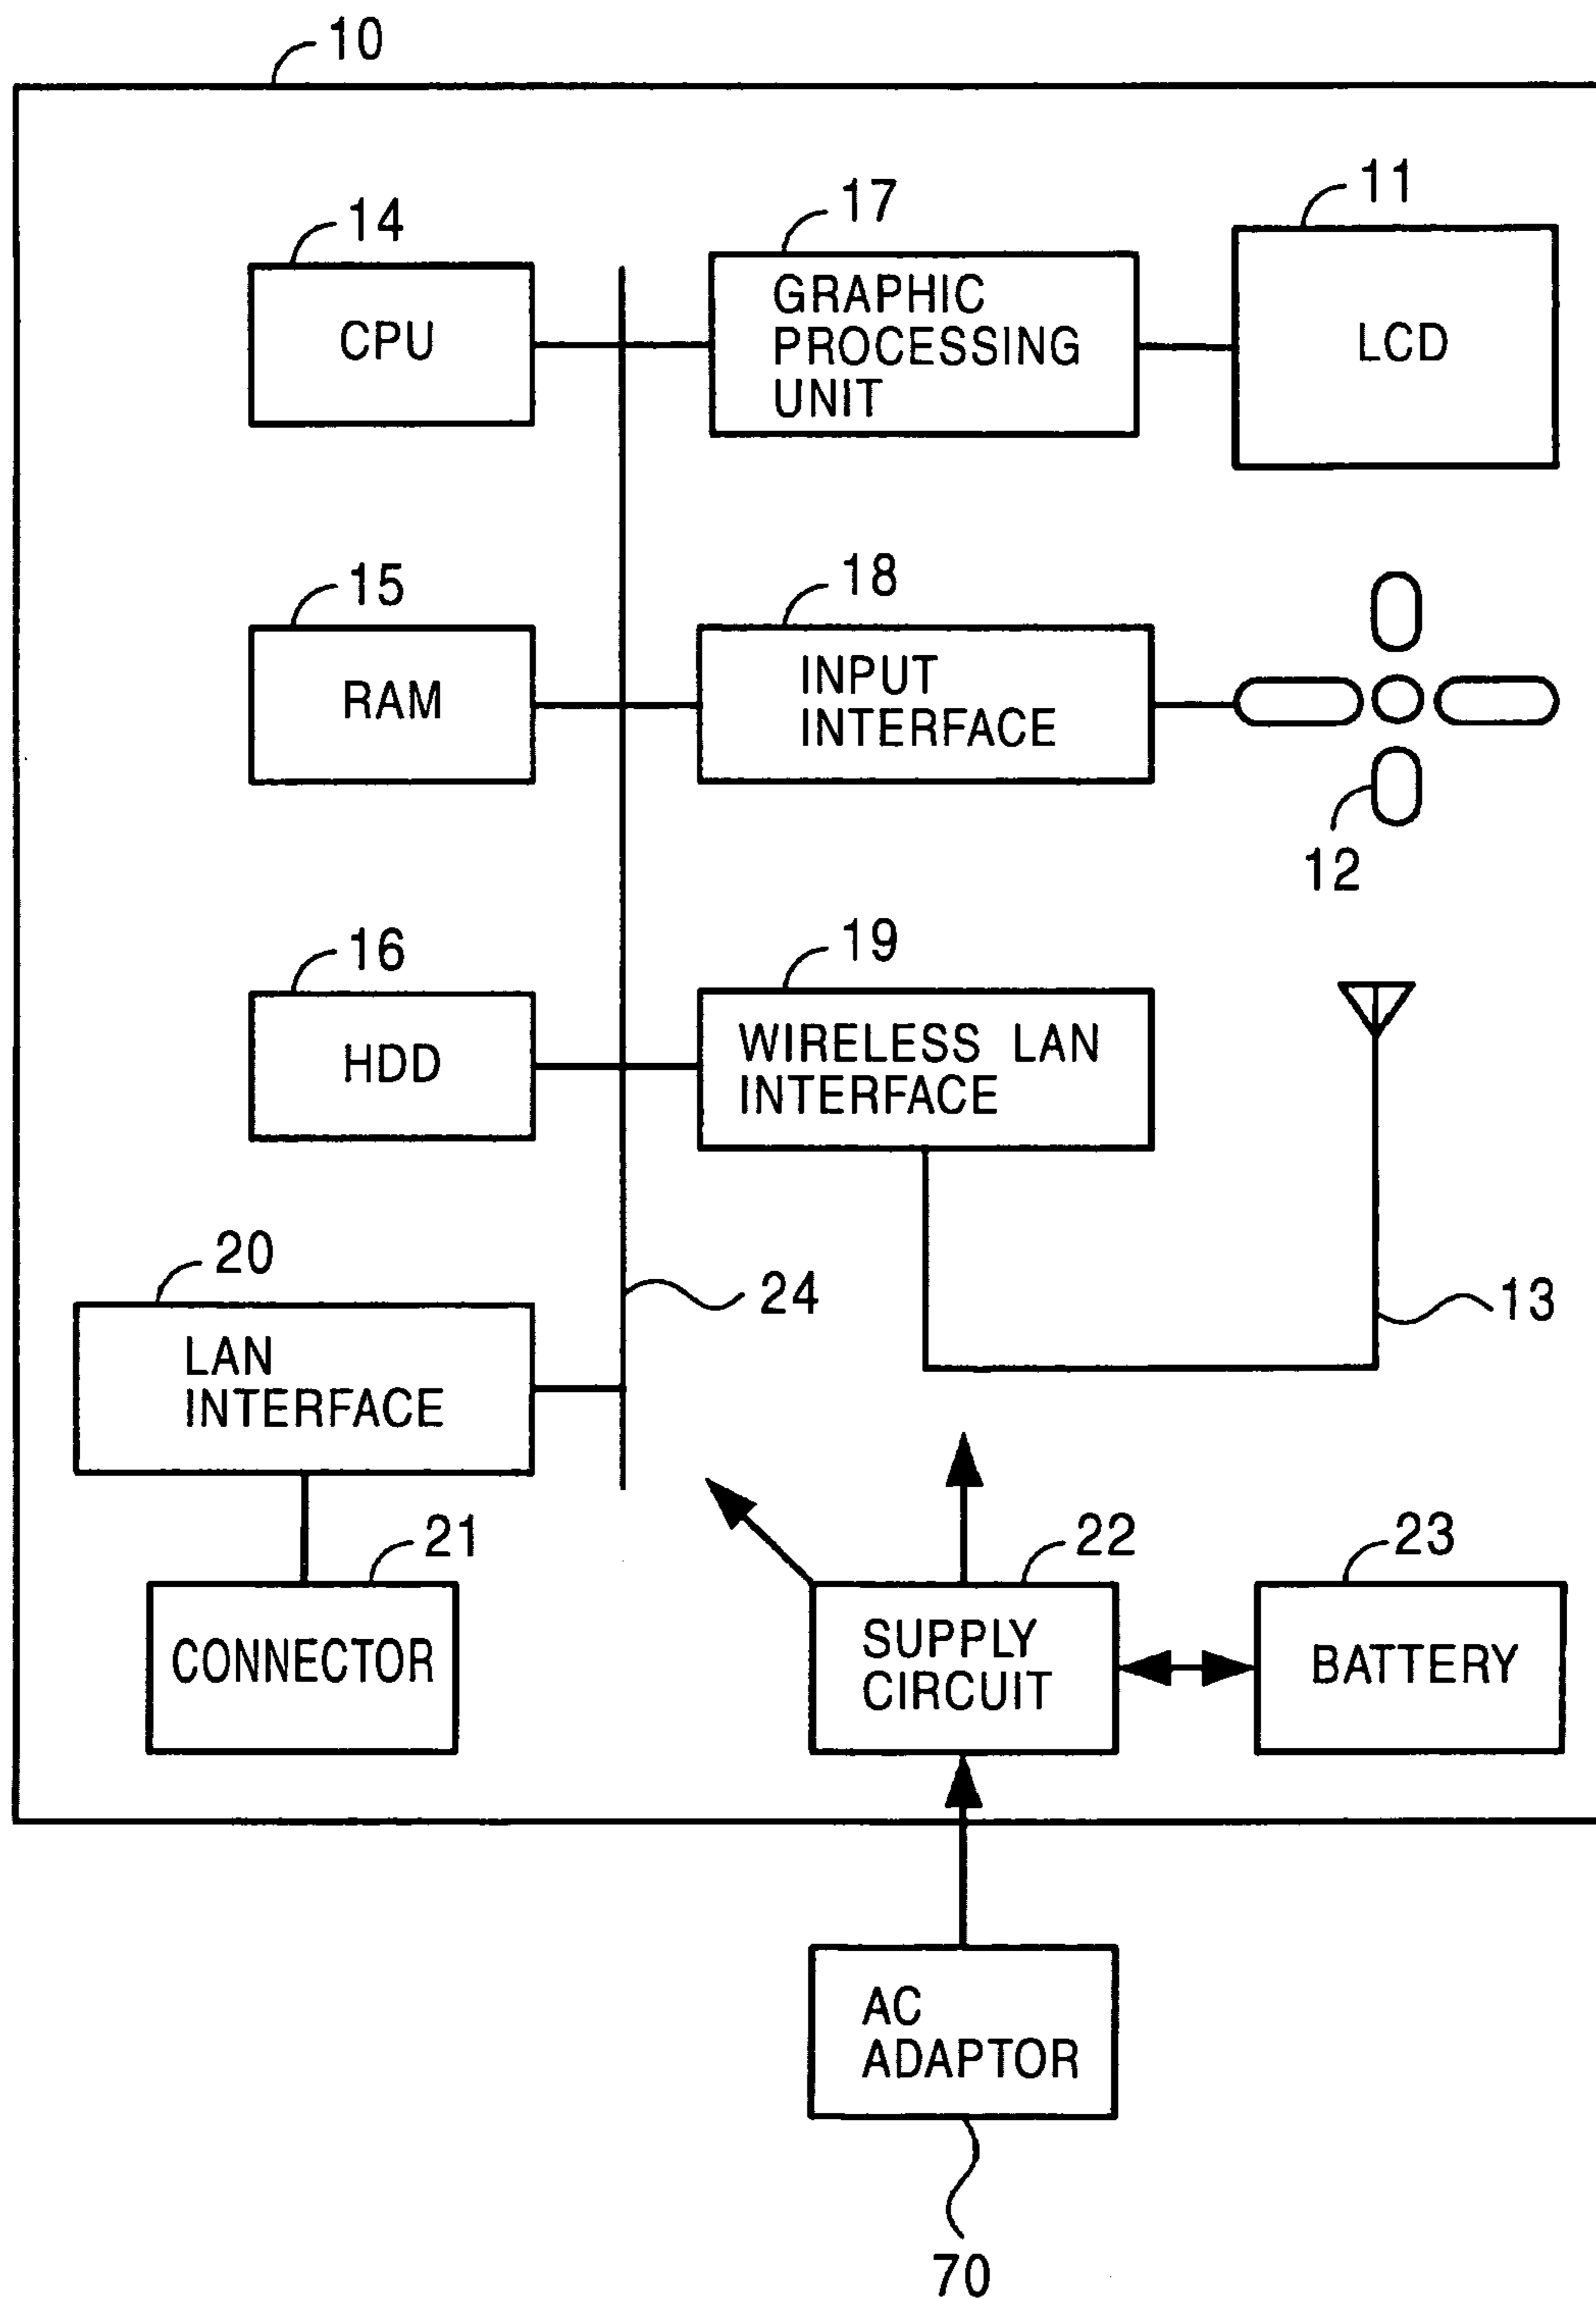 10
14
CPU
17
GRAPHIC
PROCESSING
UNIT
11
LCD
15
RAM
18
INPUT
INTERFACE
12
16
HDD
19
WIRELESS LAN
INTERFACE
13
20
LAN
INTERFACE
24
21
CONNECTOR
22
SUPPLY
CIRCUIT
23
BATTERY
AC
ADAPTOR
70